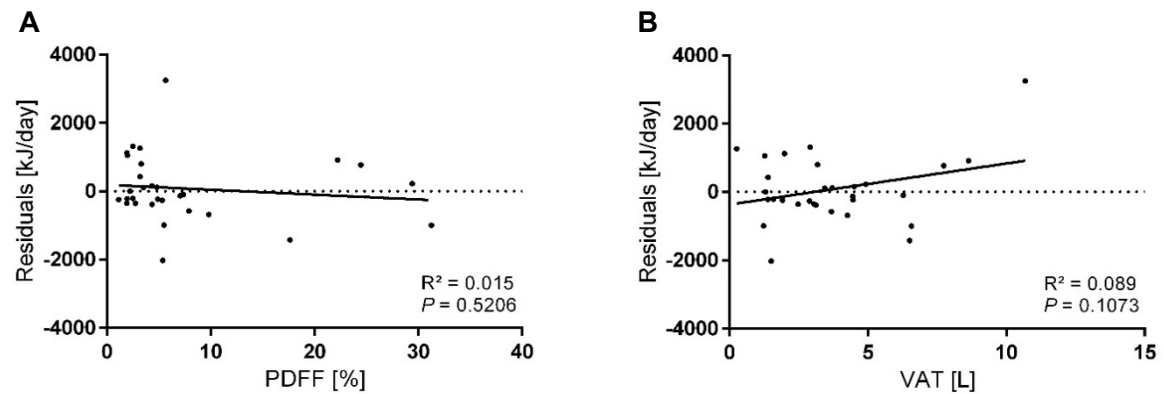 A
4000
2000
0
-2000
-4000
Residuals [kJ/day]
R² = 0.015
P = 0.5206
0 10 20 30 40
PDFF [%]
B
4000
2000
0
-2000
-4000
Residuals [kJ/day]
R² = 0.089
P = 0.1073
0 5 10 15
VAT [L]